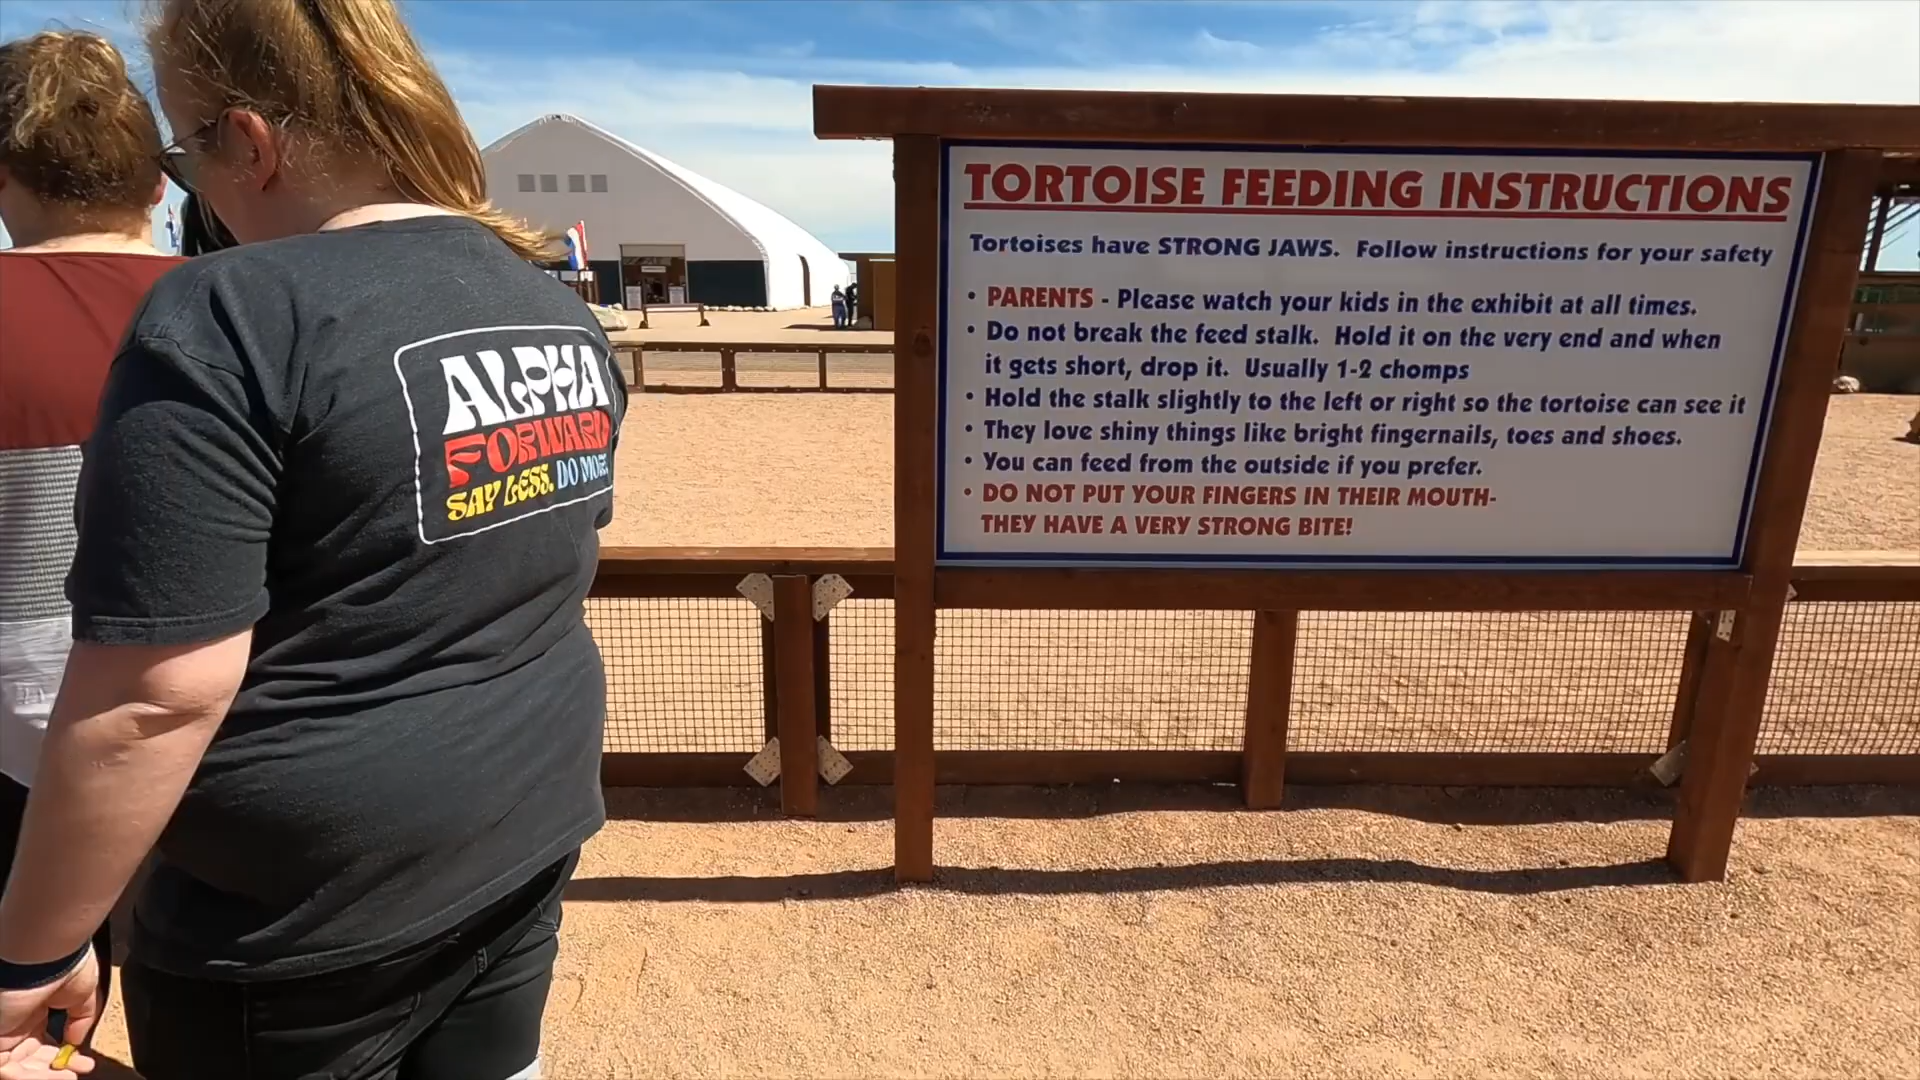 ALPHA
FORWARD
SAY LESS. DO MORE.
TORTOISE FEEDING INSTRUCTIONS
Tortoises have STRONG JAWS. Follow instructions for your safety
• PARENTS - Please watch your kids in the exhibit at all times.
• Do not break the feed stalk. Hold it on the very end and when
it gets short, drop it. Usually 1-2 chomps
• Hold the stalk slightly to the left or right so the tortoise can see it
• They love shiny things like bright fingernails, toes and shoes.
• You can feed from the outside if you prefer.
• DO NOT PUT YOUR FINGERS IN THEIR MOUTH-
THEY HAVE A VERY STRONG BITE!